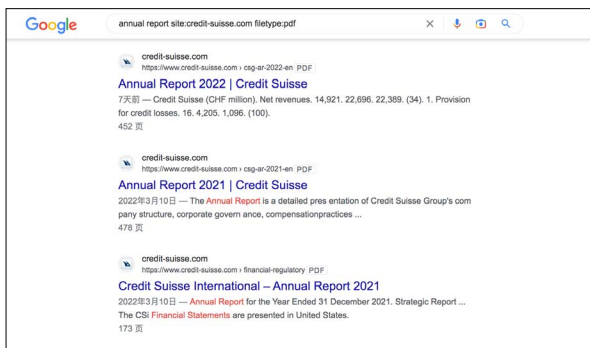 Google
annual report site:credit-suisse.com filetype:pdf
credit-suisse.com
https://www.credit-suisse.com › csg-ar-2022-en PDF
Annual Report 2022 | Credit Suisse
7天前 — Credit Suisse (CHF million). Net revenues. 14,921. 22,696. 22,389. (34). 1. Provision
for credit losses. 16. 4,205. 1,096. (100).
452 页
credit-suisse.com
https://www.credit-suisse.com › csg-ar-2021-en PDF
Annual Report 2021 | Credit Suisse
2022年3月10日 — The Annual Report is a detailed pres entation of Credit Suisse Group's com
pany structure, corporate govern ance, compensationpractices ...
478 页
credit-suisse.com
https://www.credit-suisse.com › financial-regulatory PDF
Credit Suisse International – Annual Report 2021
2022年3月10日 — Annual Report for the Year Ended 31 December 2021. Strategic Report ...
The CSi Financial Statements are presented in United States.
173 页